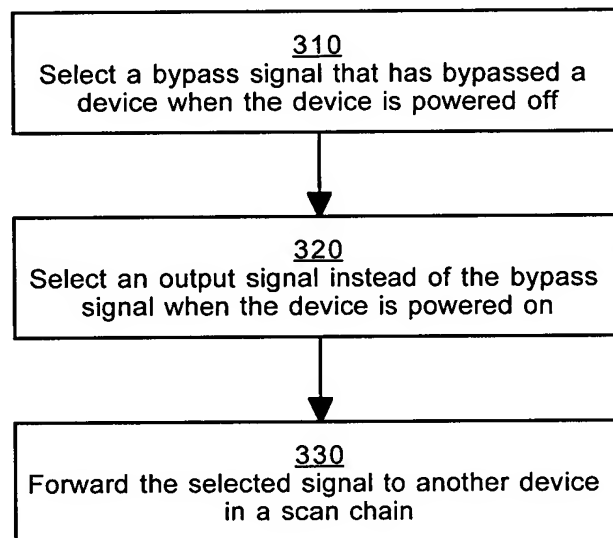 310
Select a bypass signal that has bypassed a
device when the device is powered off
320
Select an output signal instead of the bypass
signal when the device is powered on
330
Forward the selected signal to another device
in a scan chain